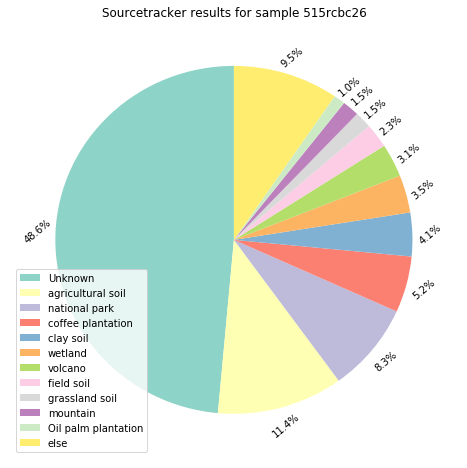 Sourcetracker results for sample 515rcbc26
9.5%
1.0%
1.5%
1.5%
2.3%
3.1%
3.5%
4.1%
5.2%
8.3%
11.4%
48.6%
Unknown
agricultural soil
national park
coffee plantation
clay soil
wetland
volcano
field soil
grassland soil
mountain
Oil palm plantation
else